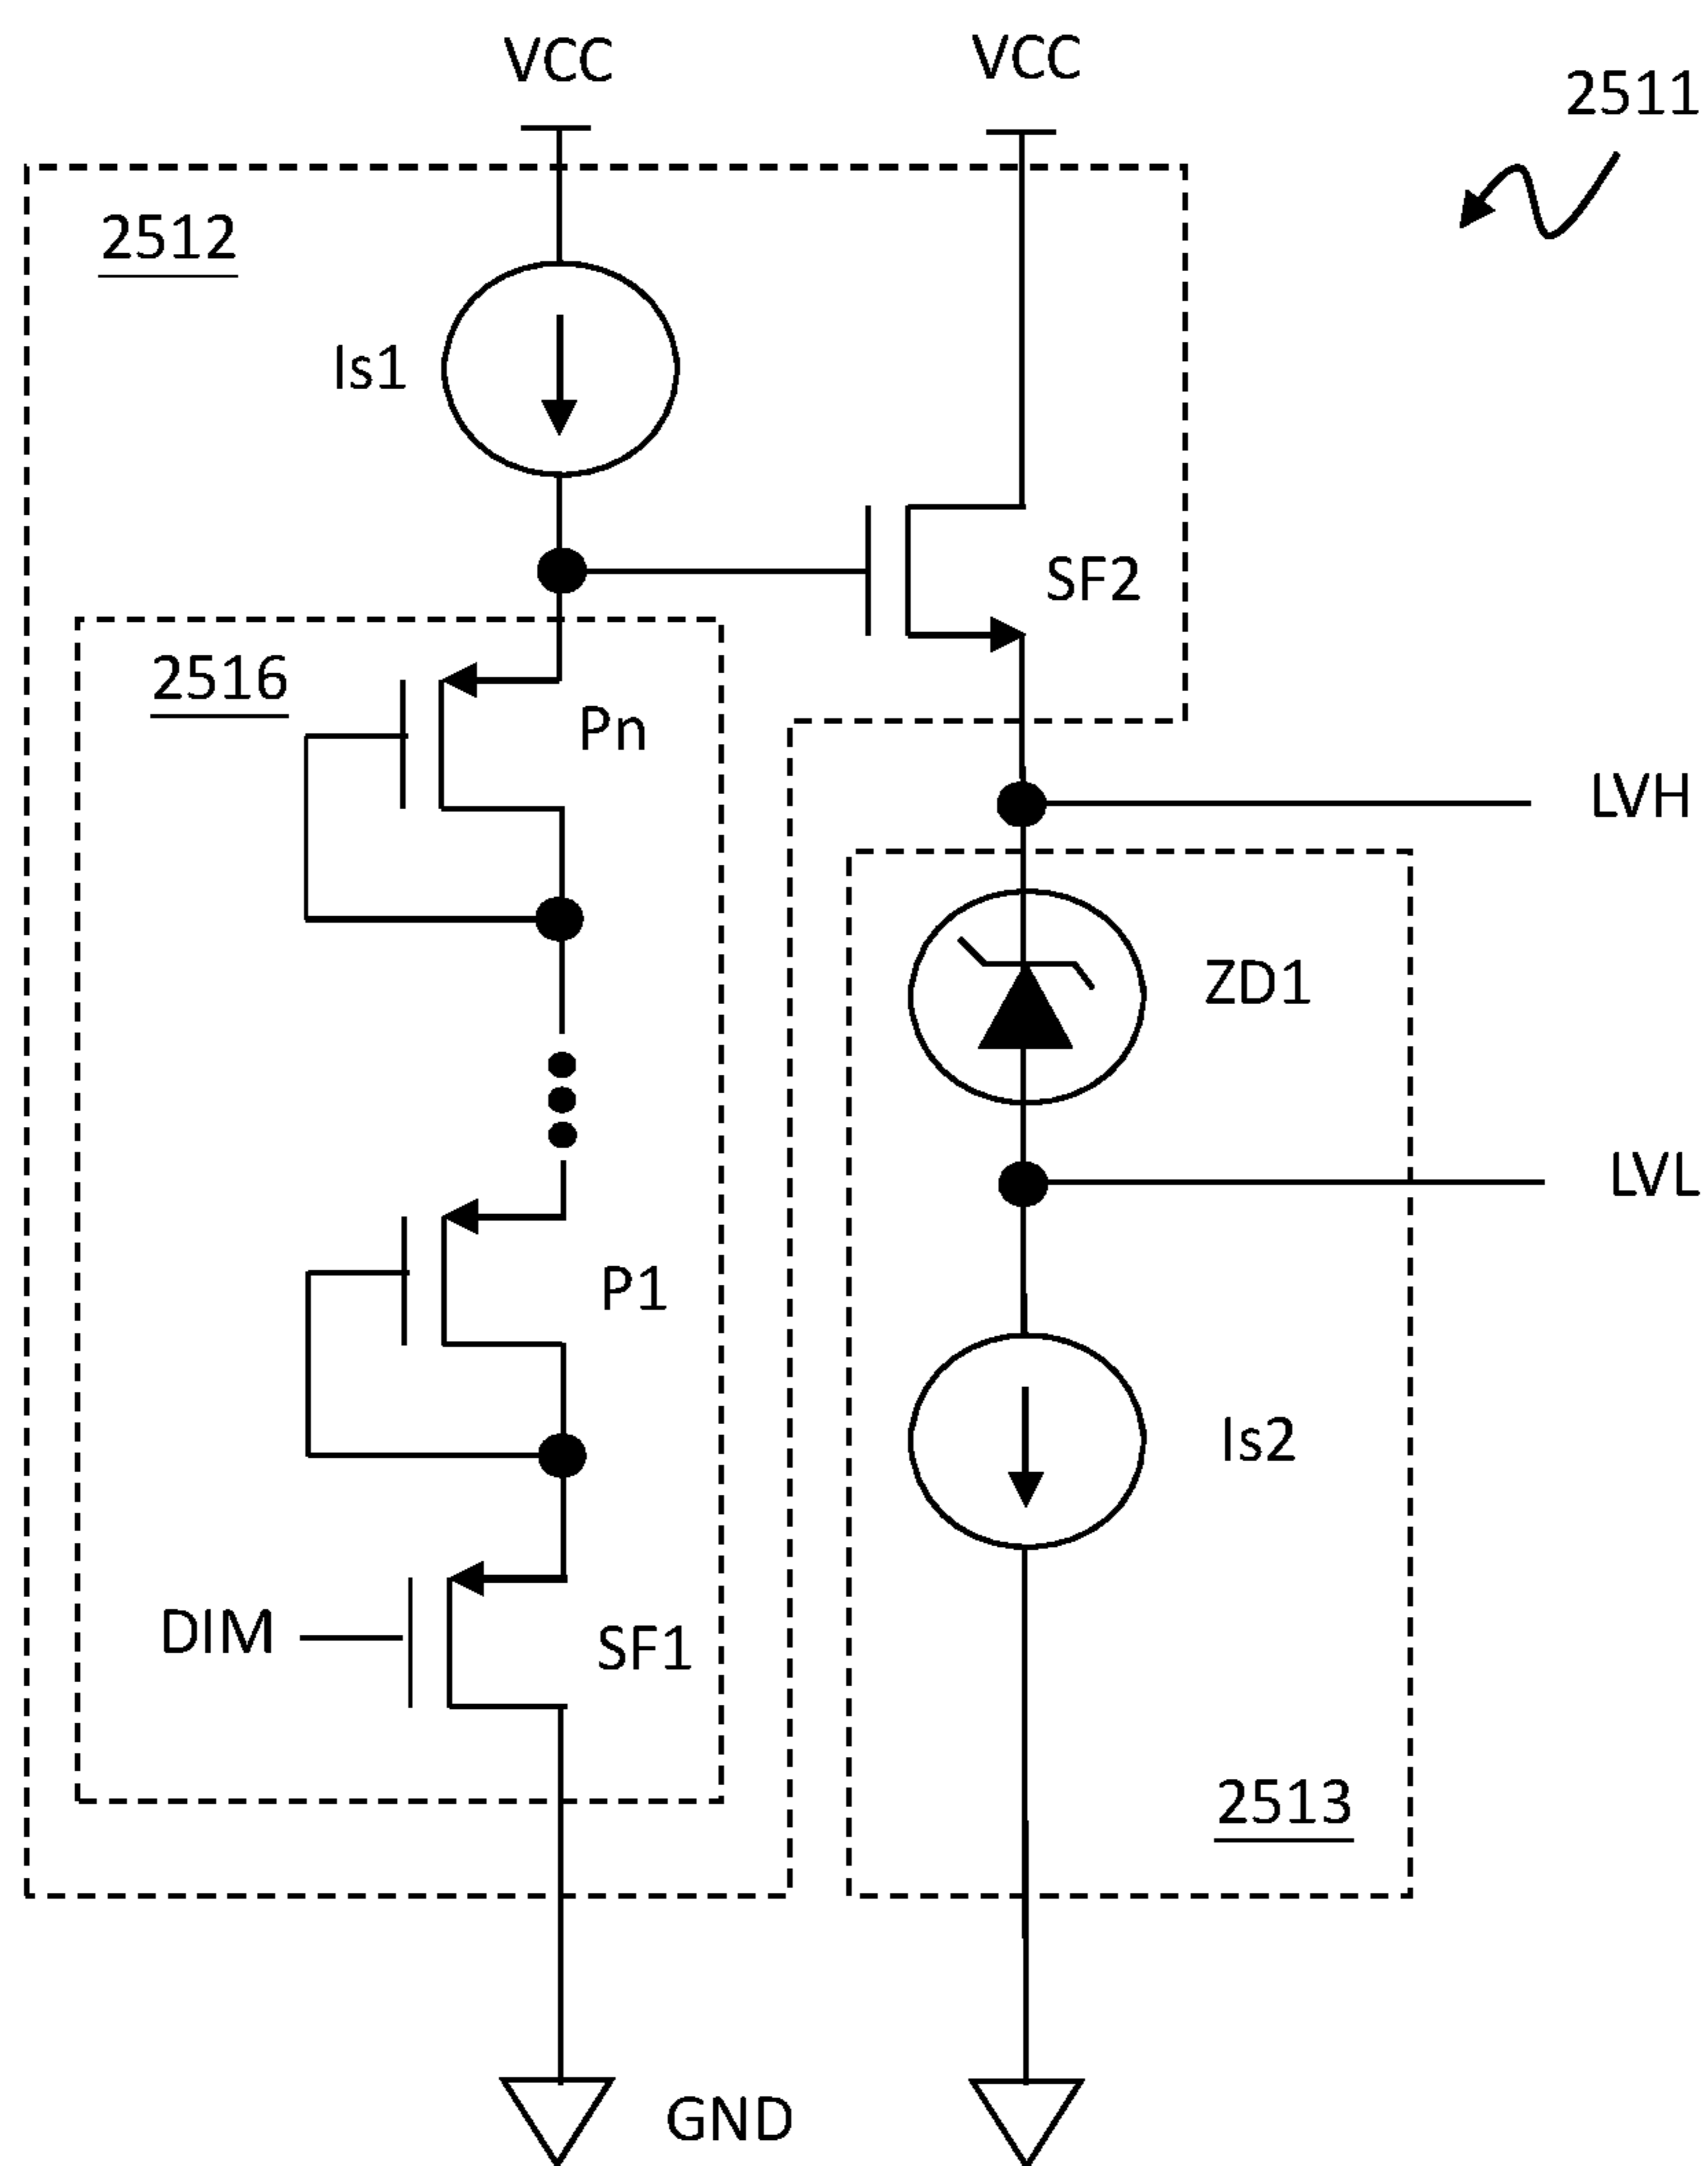 VCC
VCC
2511
2512
Is1
SF2
2516
Pn
LVH
ZD1
LVL
P1
Is2
DIM
SF1
2513
GND